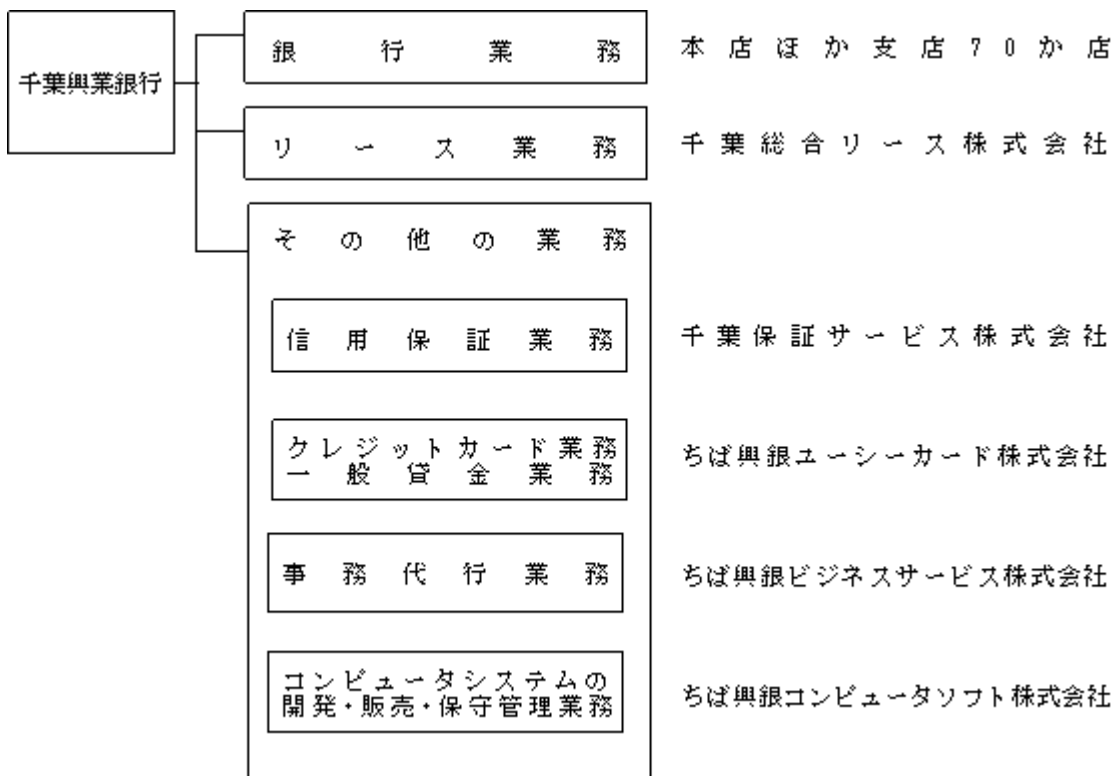 千葉興業銀行
銀行業務 本店ほか支店70か店
リース業務 千葉総合リース株式会社
その他の業務
信用保証業務 千葉保証サービス株式会社
クレジットカード業務
一般貸金業務
ちば興銀ユーシーカード株式会社
事務代行業務 ちば興銀ビジネスサービス株式会社
コンピュータシステムの
開発・販売・保守管理業務
ちば興銀コンピュータソフト株式会社